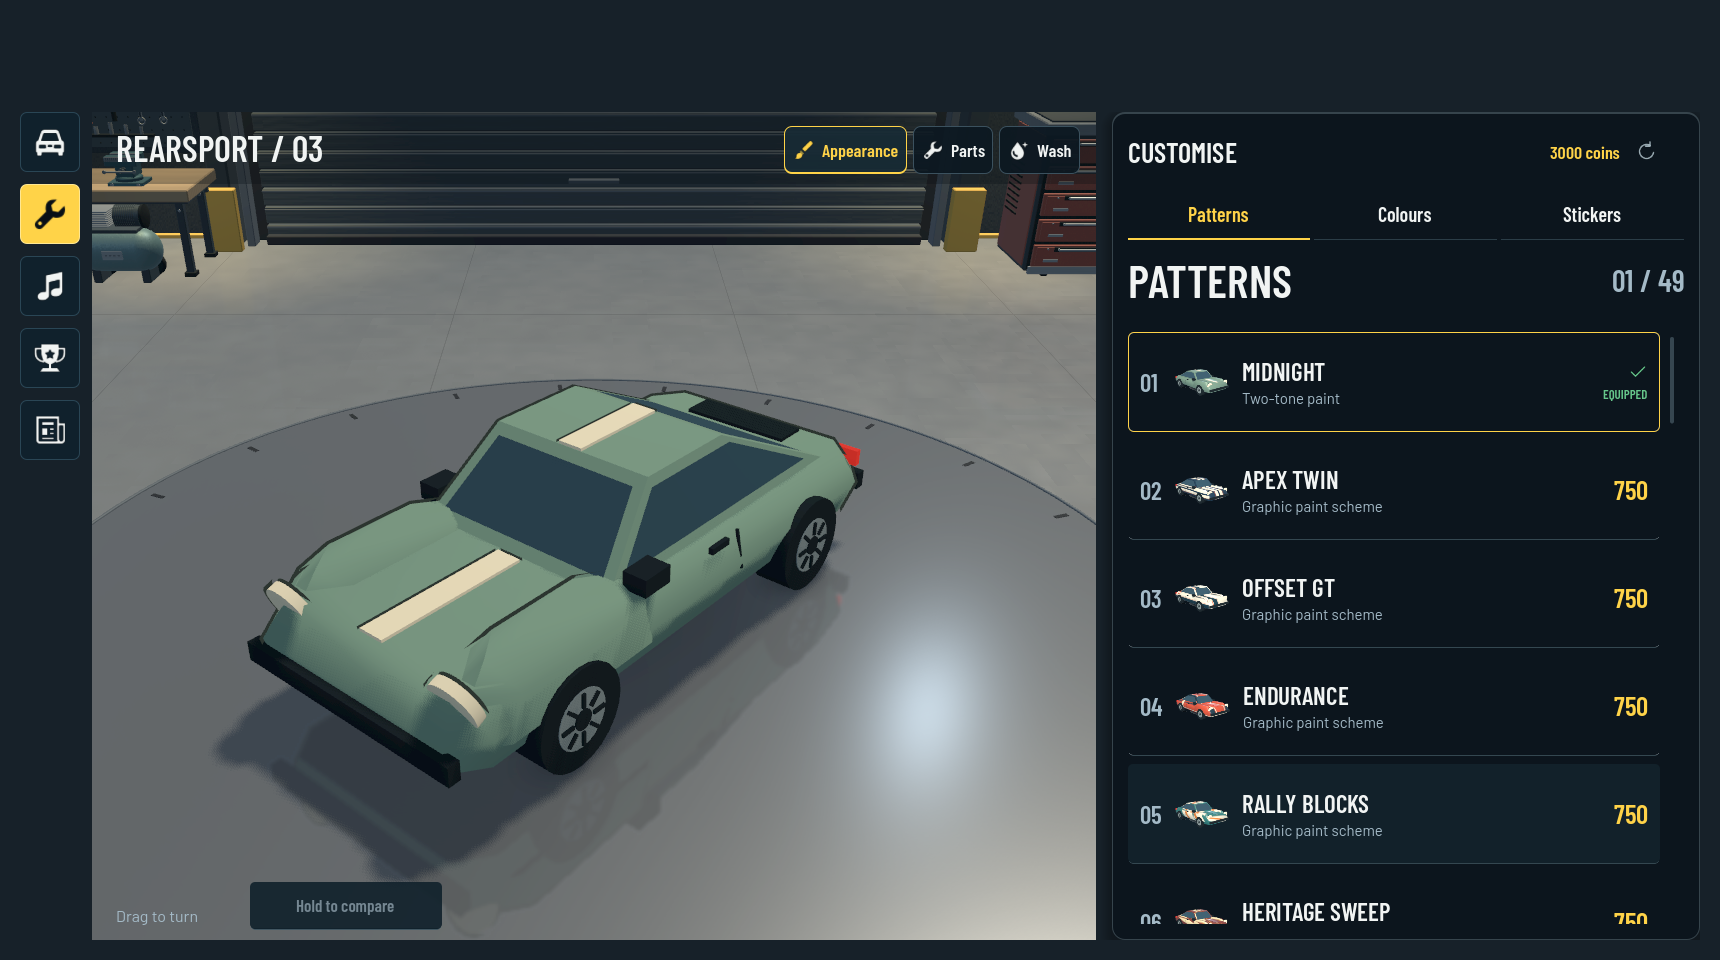 REARSPORT / 03
Appearance
Parts
Wash
Drag to turn
Hold to compare
CUSTOMISE
3000 coins
Patterns
Colours
Stickers
PATTERNS
01 / 49
01
MIDNIGHT
Two-tone paint
EQUIPPED
02
APEX TWIN
Graphic paint scheme
750
03
OFFSET GT
Graphic paint scheme
750
04
ENDURANCE
Graphic paint scheme
750
05
RALLY BLOCKS
Graphic paint scheme
750
06
HERITAGE SWEEP
750